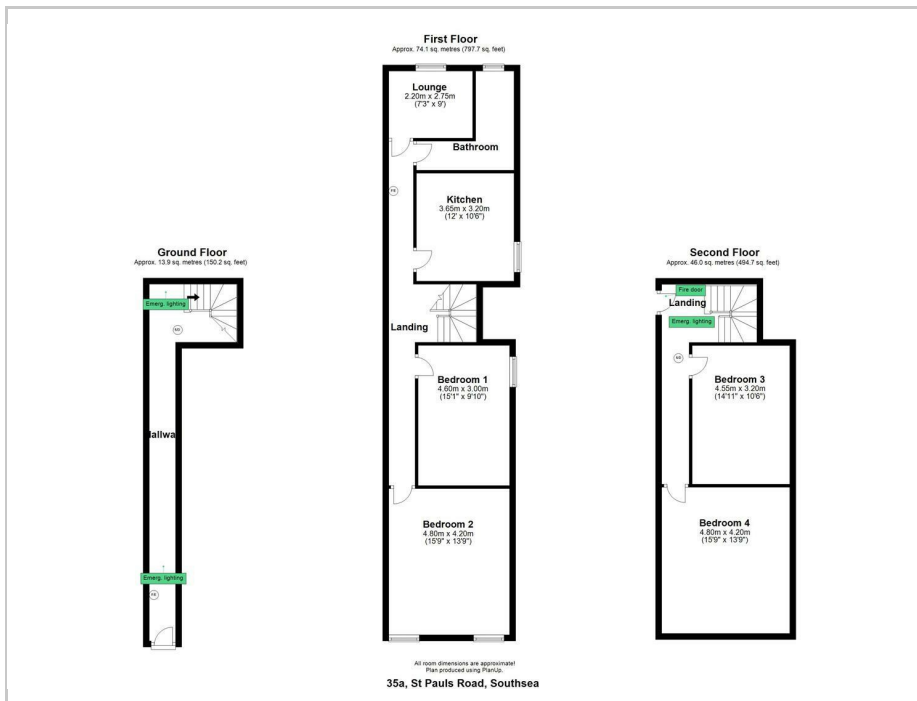 First Floor
Approx. 74.1 sq. metres (797.7 sq. feet)
Lounge
2.20m x 2.75m
(7'3" x 9')
Bathroom
Kitchen
3.65m x 3.20m
(12' x 10'6")
Landing
Bedroom 1
4.60m x 3.00m
(15'1" x 9'10")
Bedroom 2
4.80m x 4.20m
(15'9" x 13'9")
Ground Floor
Approx. 13.9 sq. metres (150.2 sq. feet)
Emerg. lighting
Hallwa
Emerg. lighting
Second Floor
Approx. 46.0 sq. metres (494.7 sq. feet)
Fire door
Landing
Emerg. lighting
Bedroom 3
4.55m x 3.20m
(14'11" x 10'6")
Bedroom 4
4.80m x 4.20m
(15'9" x 13'9")
All room dimensions are approximate!
Plan produced using PlanUp.
35a, St Pauls Road, Southsea